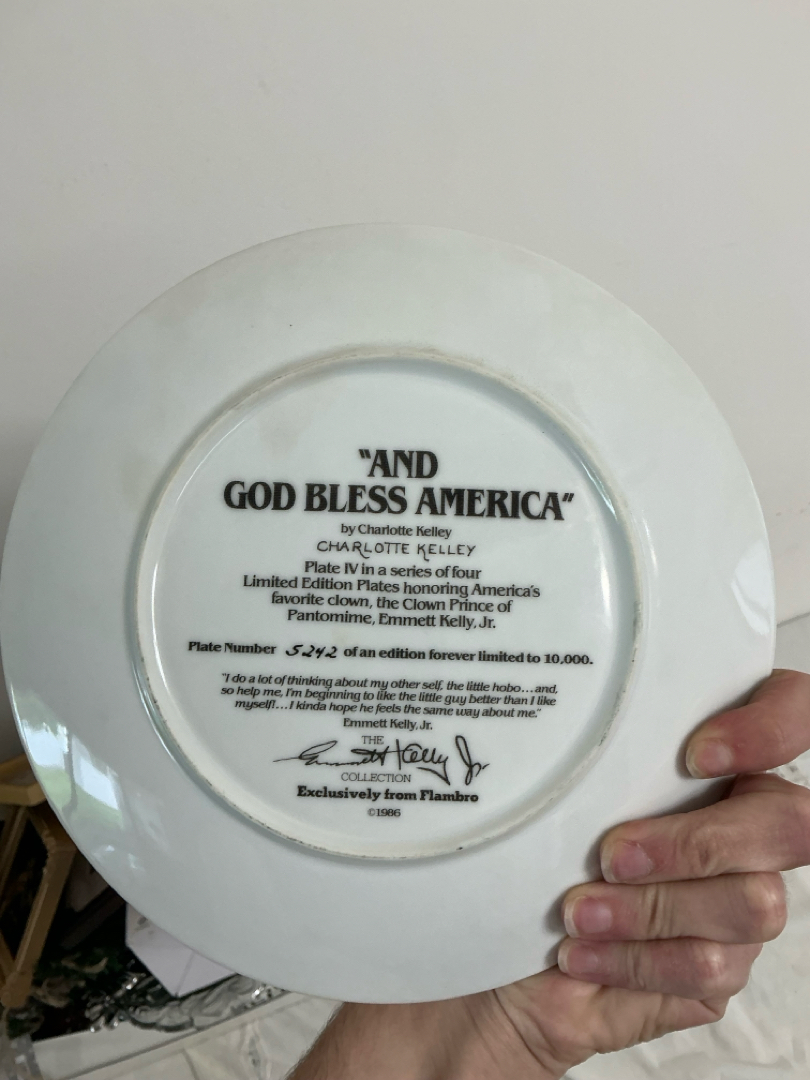 "AND
GOD BLESS AMERICA"
by Charlotte Kelley
CHARLOTTE KELLEY
Plate IV in a series of four
Limited Edition Plates honoring America's
favorite clown, the Clown Prince of
Pantomime, Emmett Kelly, Jr.
Plate Number 5242 of an edition forever limited to 10,000.
"I do a lot of thinking about my other self, the little hobo...and,
so help me, I'm beginning to like the little guy better than I like
myself!...I kinda hope he feels the same way about me."
Emmett Kelly, Jr.
THE
Emmett Kelly Jr.
COLLECTION
Exclusively from Flambro
©1986